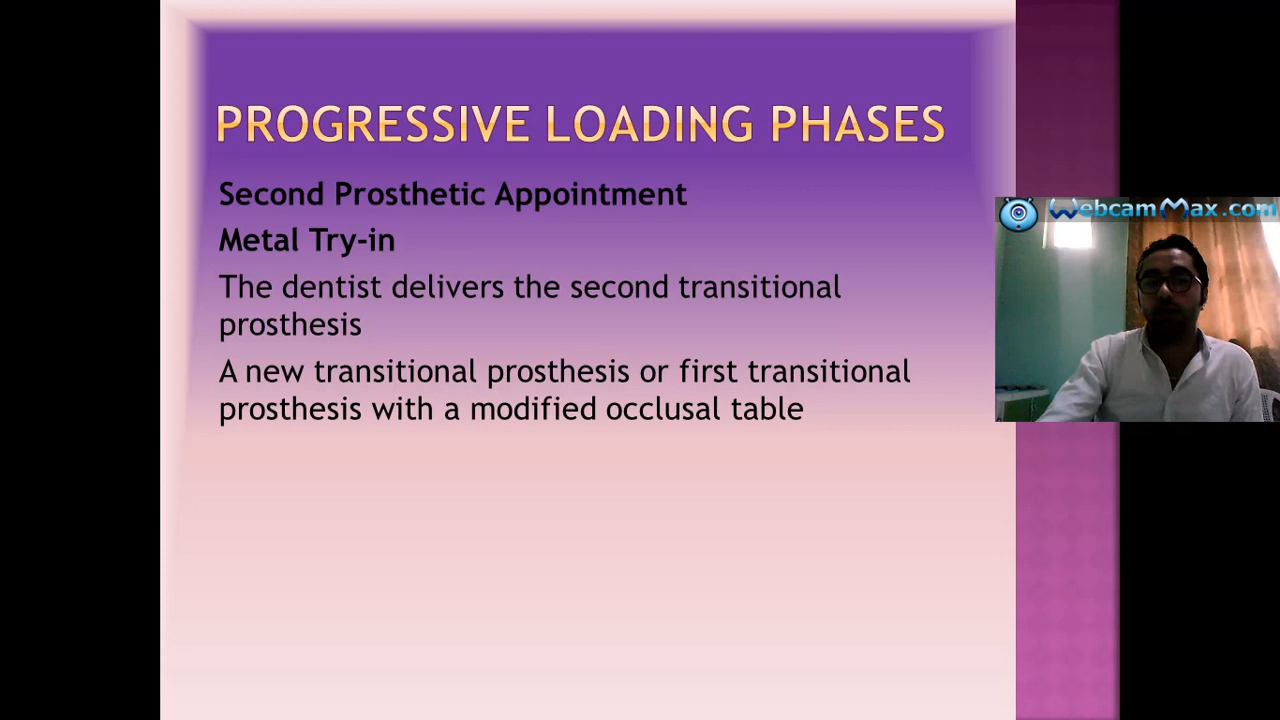 PROGRESSIVE LOADING PHASES
Second Prosthetic Appointment
Metal Try-in
The dentist delivers the second transitional
prosthesis
A new transitional prosthesis or first transitional
prosthesis with a modified occlusal table
WebcamMax.com